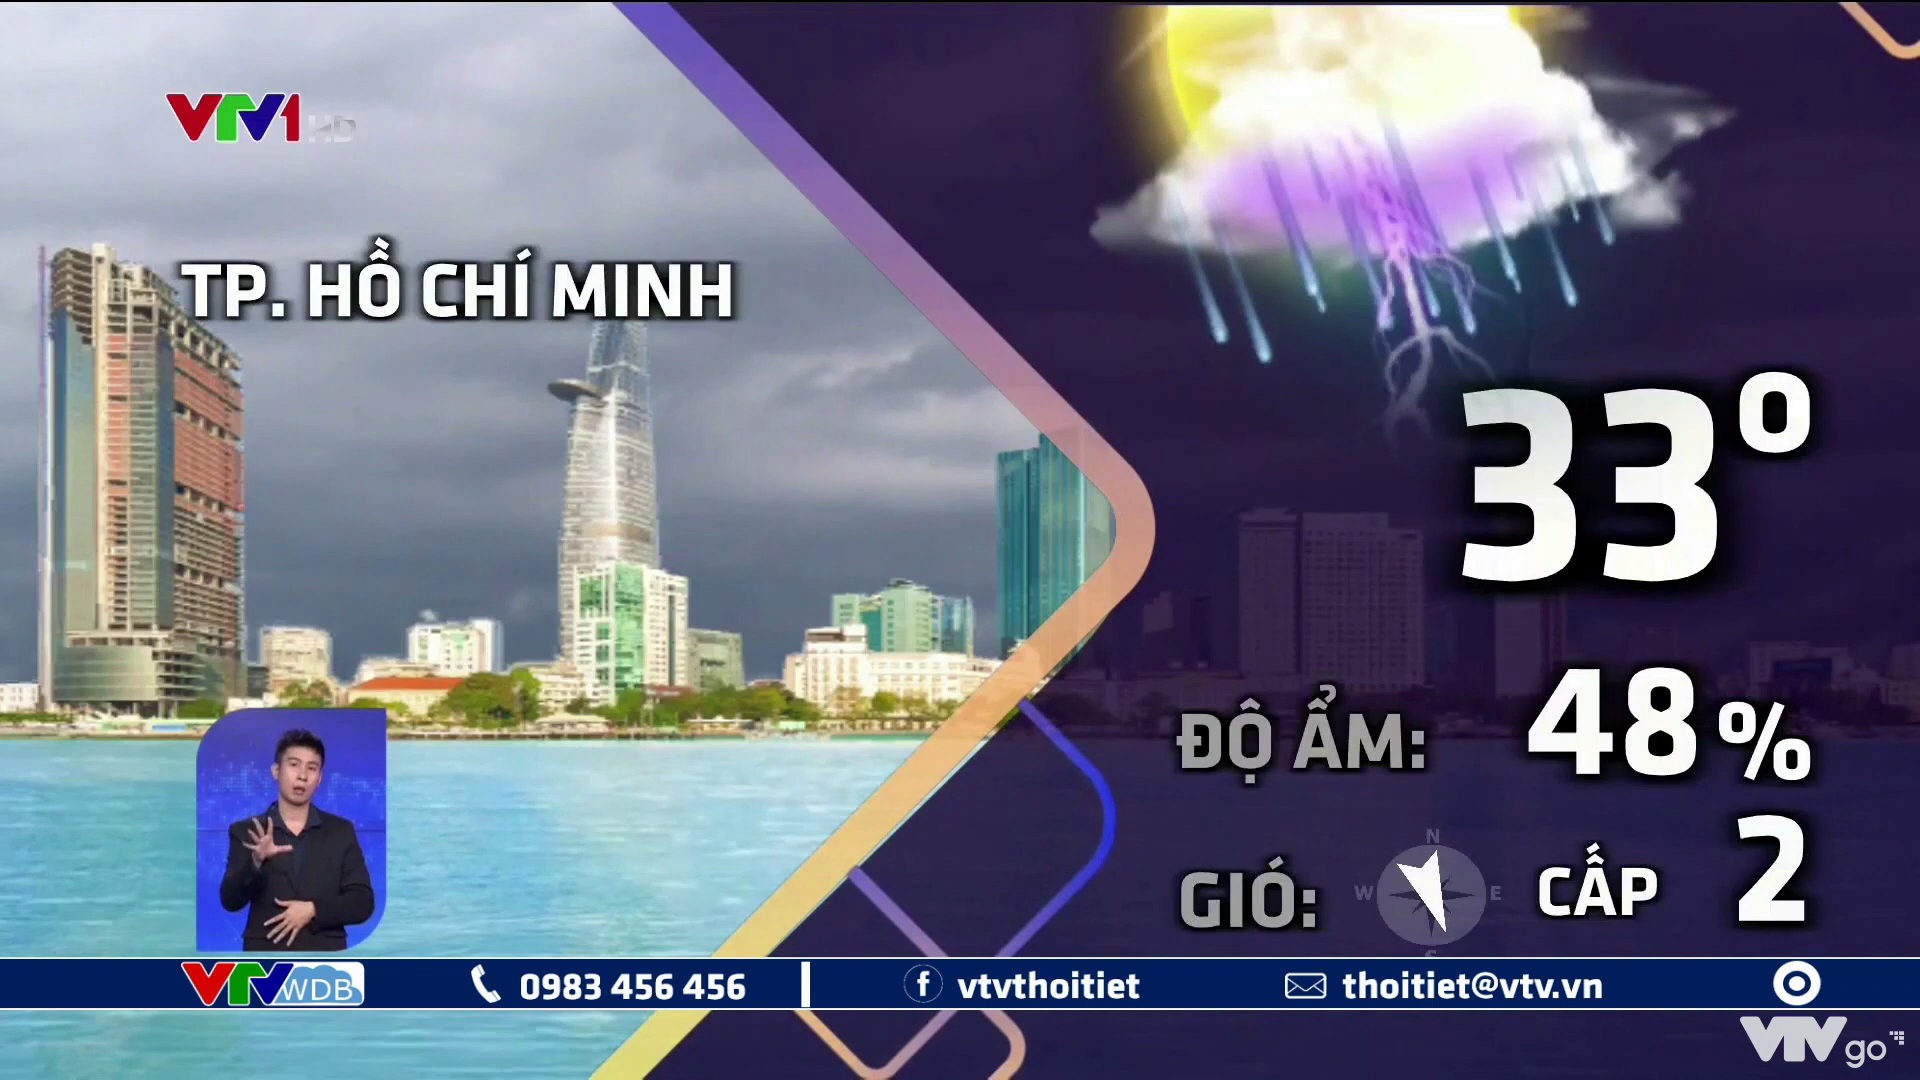 VTV1 HD
TP. HỒ CHÍ MINH
33°
ĐỘ ẨM: 48%
N
GIÓ: W E CẤP 2
S
VTV WDB 0983 456 456 vtvthoitiet thoitiet@vtv.vn
VTV go